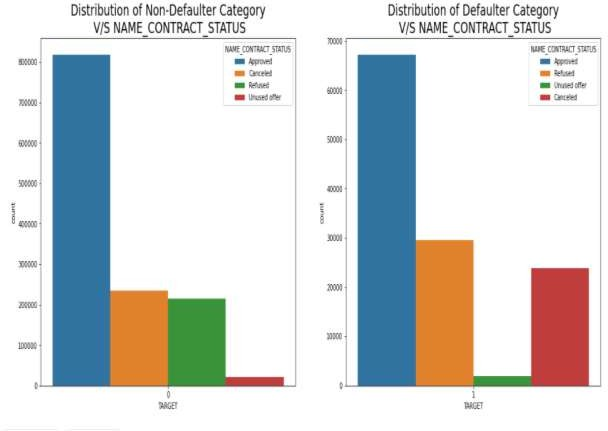 Distribution of Non-Defaulter Category
V/S NAME_CONTRACT_STATUS
NAME_CONTRACT_STATUS
Approved
Canceled
Refused
Unused offer
800000
700000
600000
500000
400000
300000
200000
100000
0
count
0
TARGET
Distribution of Defaulter Category
V/S NAME_CONTRACT_STATUS
NAME_CONTRACT_STATUS
Approved
Refused
Unused offer
Canceled
70000
60000
50000
40000
30000
20000
10000
0
count
1
TARGET